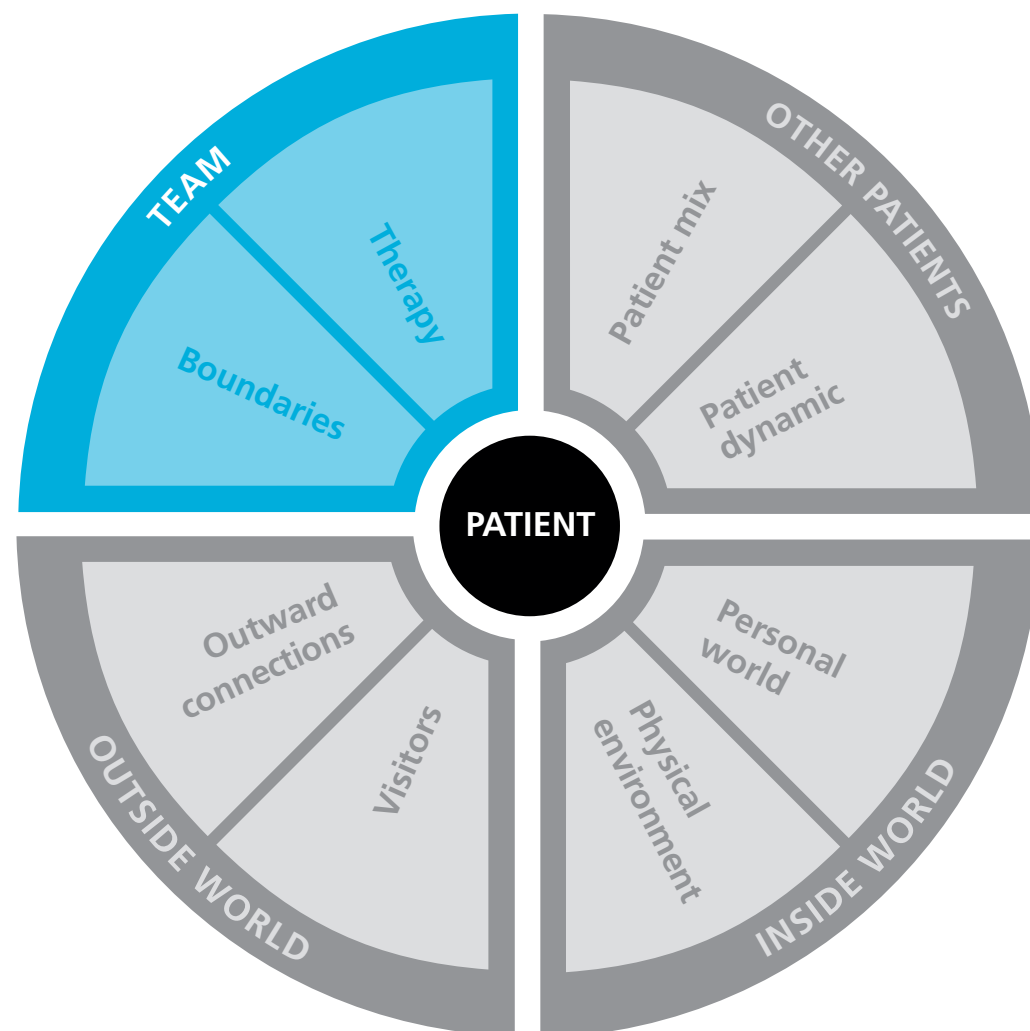 TEAM
Therapy
Boundaries
OTHER PATIENTS
Patient mix
Patient
dynamic
PATIENT
Outward
connections
Visitors
OUTSIDE WORLD
Personal
world
Physical
environment
INSIDE WORLD